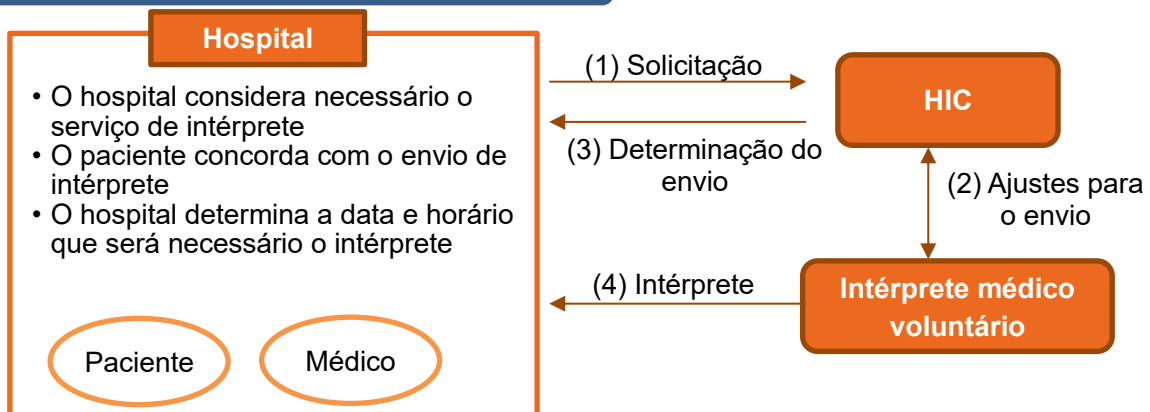 Hospital
• O hospital considera necessário o
serviço de intérprete
• O paciente concorda com o envio de
intérprete
• O hospital determina a data e horário
que será necessário o intérprete
Paciente
Médico
(1) Solicitação
(3) Determinação do
envio
HIC
(2) Ajustes para
o envio
(4) Intérprete
Intérprete médico
voluntário